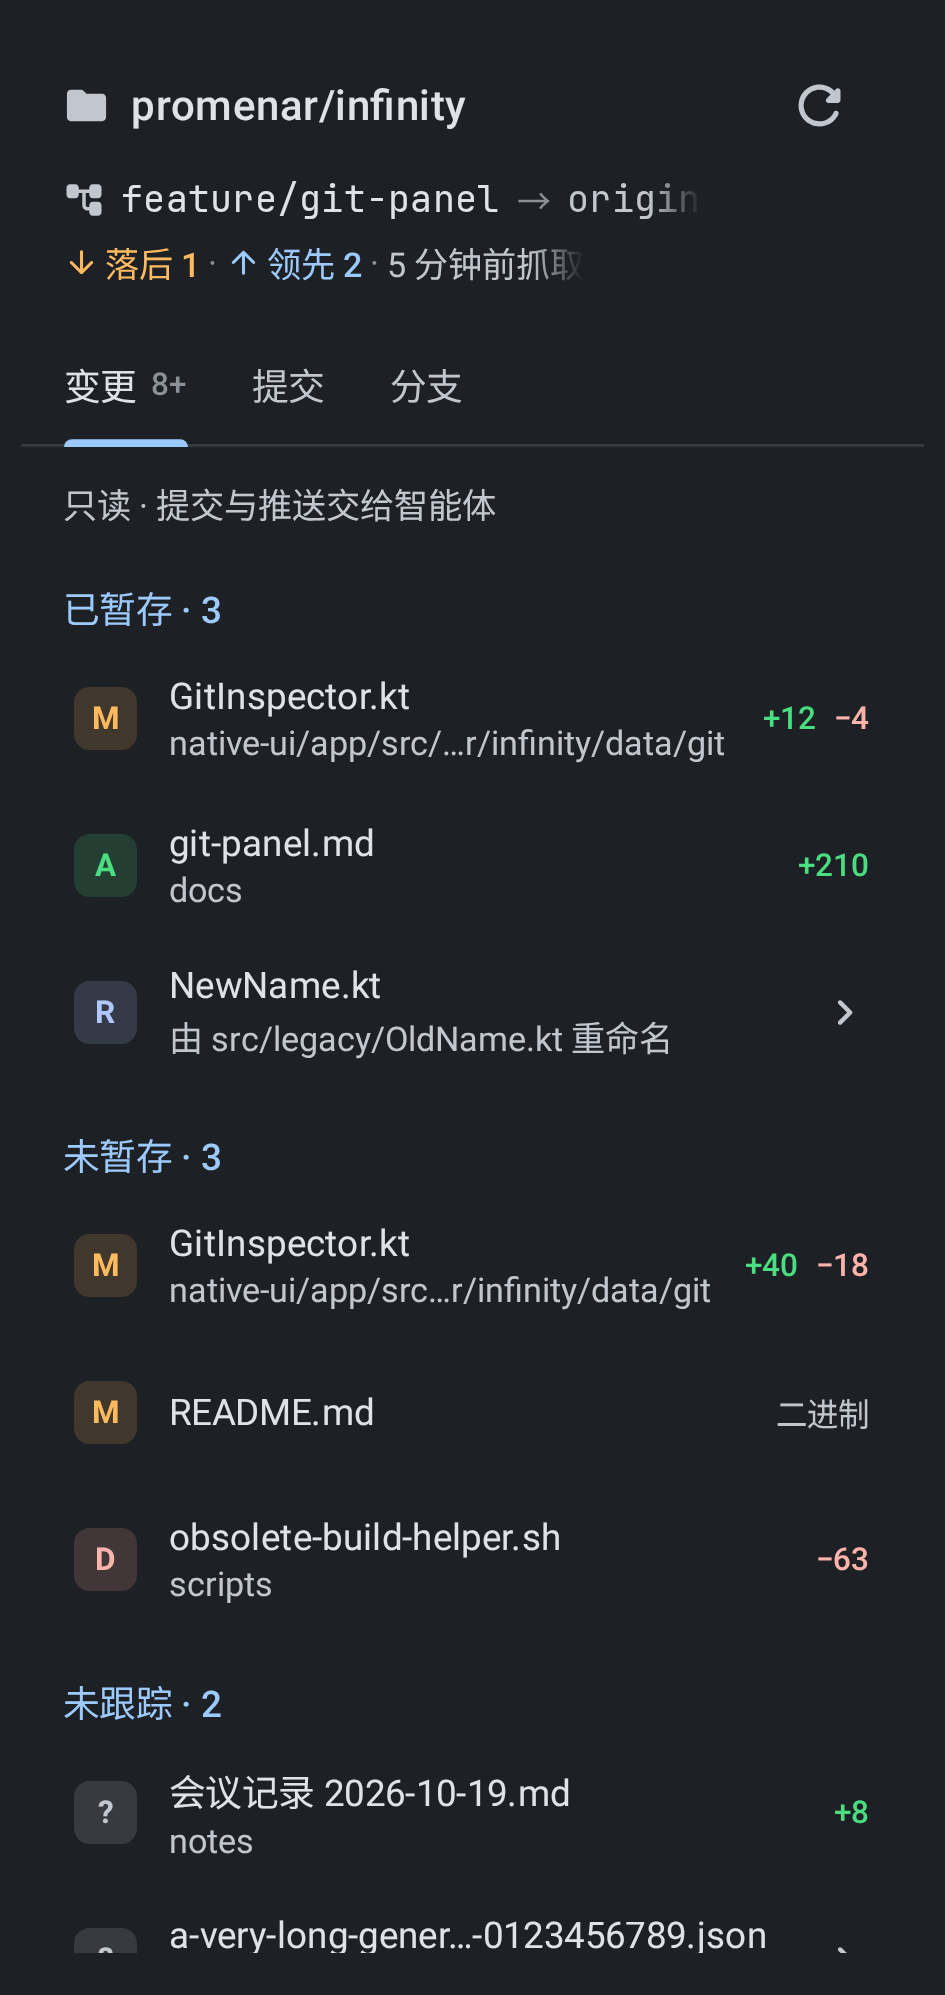 promenar/infinity
feature/git-panel → origin
↓ 落后 1 · ↑ 领先 2 · 5 分钟前抓取
变更 8+ 提交 分支
只读 · 提交与推送交给智能体
已暂存 · 3
M GitInspector.kt +12 −4
native-ui/app/src/…r/infinity/data/git
A git-panel.md +210
docs
R NewName.kt
由 src/legacy/OldName.kt 重命名
未暂存 · 3
M GitInspector.kt +40 −18
native-ui/app/src…r/infinity/data/git
M README.md 二进制
D obsolete-build-helper.sh −63
scripts
未跟踪 · 2
? 会议记录 2026-10-19.md +8
notes
? a-very-long-gener…-0123456789.json